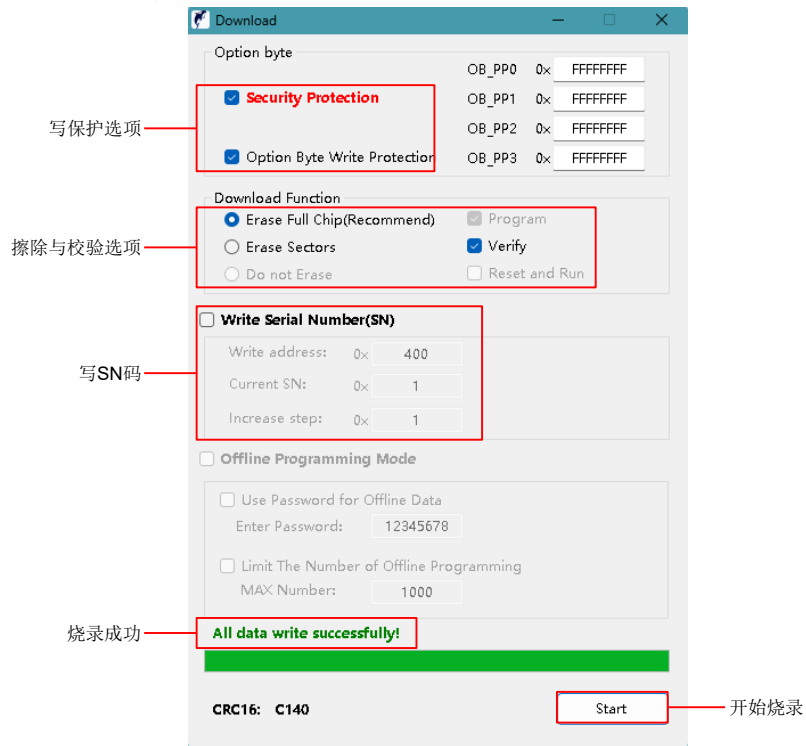 Download
Option byte
OB_PP0 0x FFFFFFFF
Security Protection OB_PP1 0x FFFFFFFF
写保护选项
OB_PP2 0x FFFFFFFF
Option Byte Write Protection OB_PP3 0x FFFFFFFF
Download Function
Erase Full Chip(Recommend) Program
擦除与校验选项 Erase Sectors Verify
Do not Erase Reset and Run
Write Serial Number(SN)
Write address: 0x 400
写SN码
Current SN: 0x 1
Increase step: 0x 1
Offline Programming Mode
Use Password for Offline Data
Enter Password: 12345678
Limit The Number of Offline Programming
MAX Number: 1000
烧录成功 All data write successfully!
CRC16: C140 Start 开始烧录